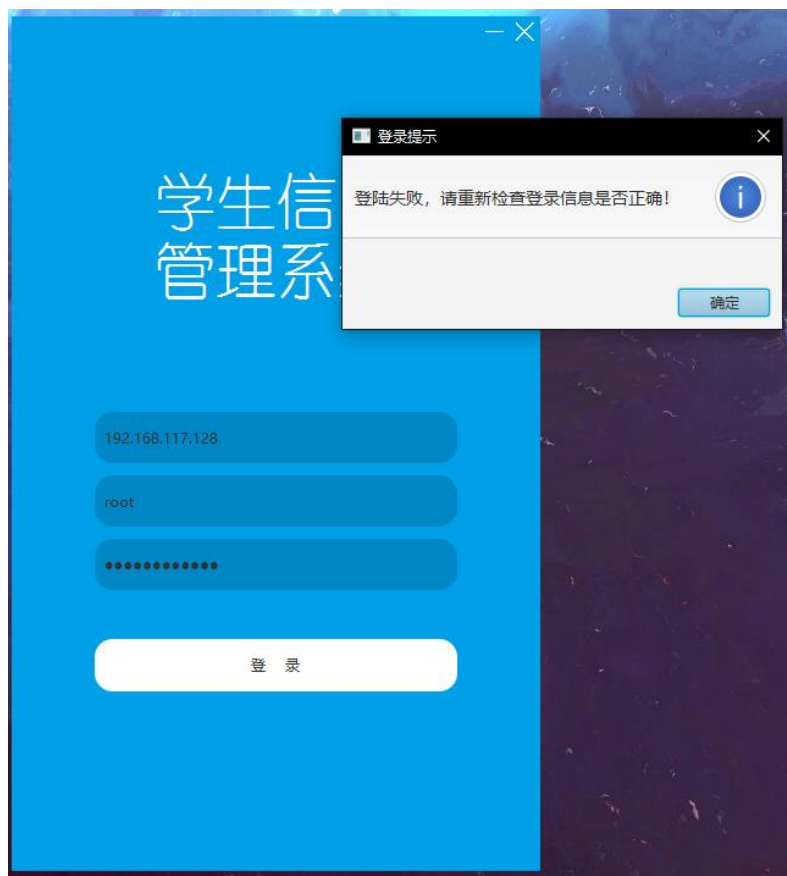 登录提示
登陆失败，请重新检查登录信息是否正确！
确定
学生信
管理系
192.168.117.128
root
••••••••••••
登 录